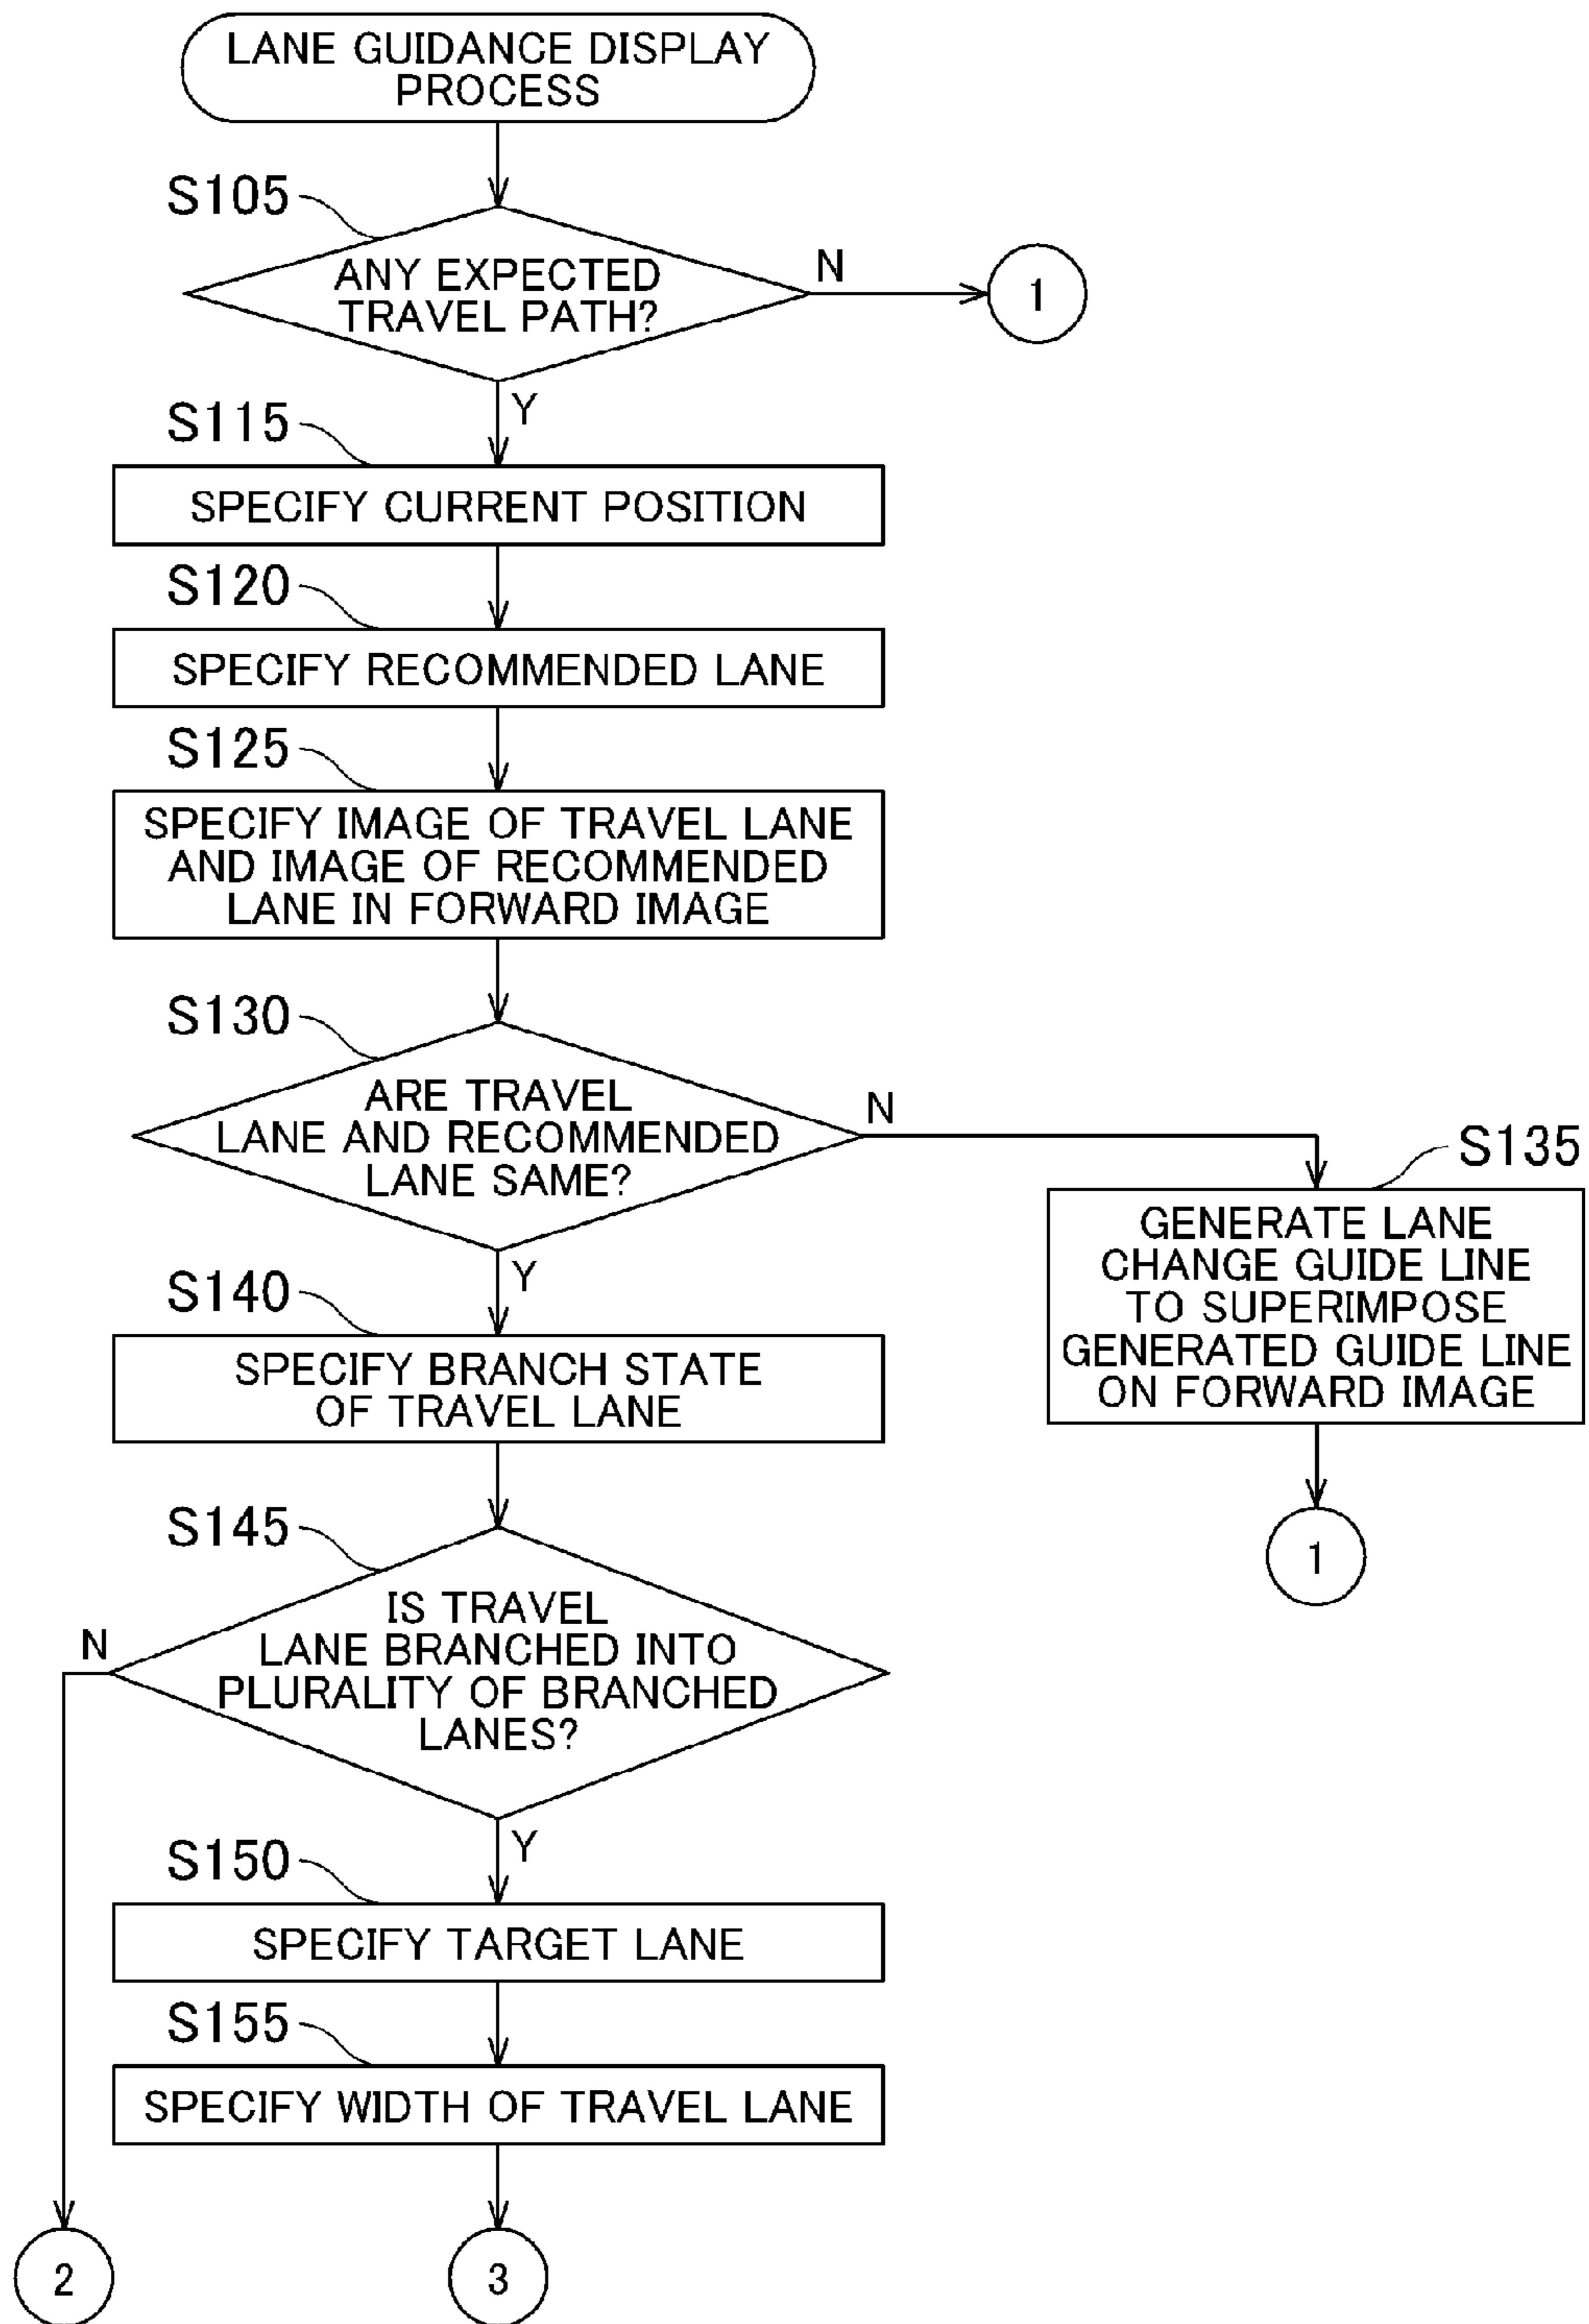 LANE GUIDANCE DISPLAY
PROCESS
S105
ANY EXPECTED
TRAVEL PATH?
N
1
Y
S115
SPECIFY CURRENT POSITION
S120
SPECIFY RECOMMENDED LANE
S125
SPECIFY IMAGE OF TRAVEL LANE
AND IMAGE OF RECOMMENDED
LANE IN FORWARD IMAGE
S130
ARE TRAVEL
LANE AND RECOMMENDED
LANE SAME?
N
S135
GENERATE LANE
CHANGE GUIDE LINE
TO SUPERIMPOSE
GENERATED GUIDE LINE
ON FORWARD IMAGE
1
Y
S140
SPECIFY BRANCH STATE
OF TRAVEL LANE
S145
IS TRAVEL
LANE BRANCHED INTO
PLURALITY OF BRANCHED
LANES?
N
Y
S150
SPECIFY TARGET LANE
S155
SPECIFY WIDTH OF TRAVEL LANE
2
3